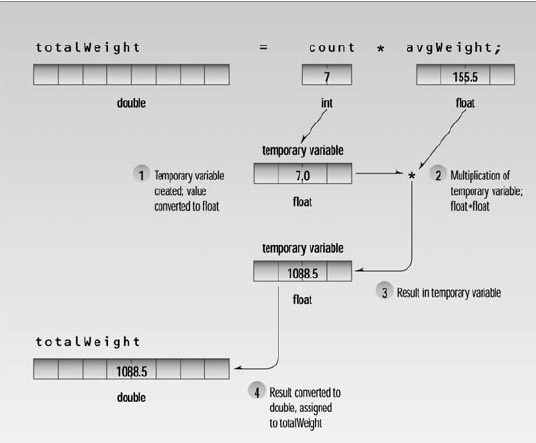 totalWeight = count * avgWeight;
7 155.5
double int float
temporary variable
1 Temporary variable
created; value
converted to float
7.0
float
*
2 Multiplication of
temporary variable;
float*float
temporary variable
1088.5
float
3 Result in temporary variable
totalWeight
1088.5
double
4 Result converted to
double, assigned
to totalWeight